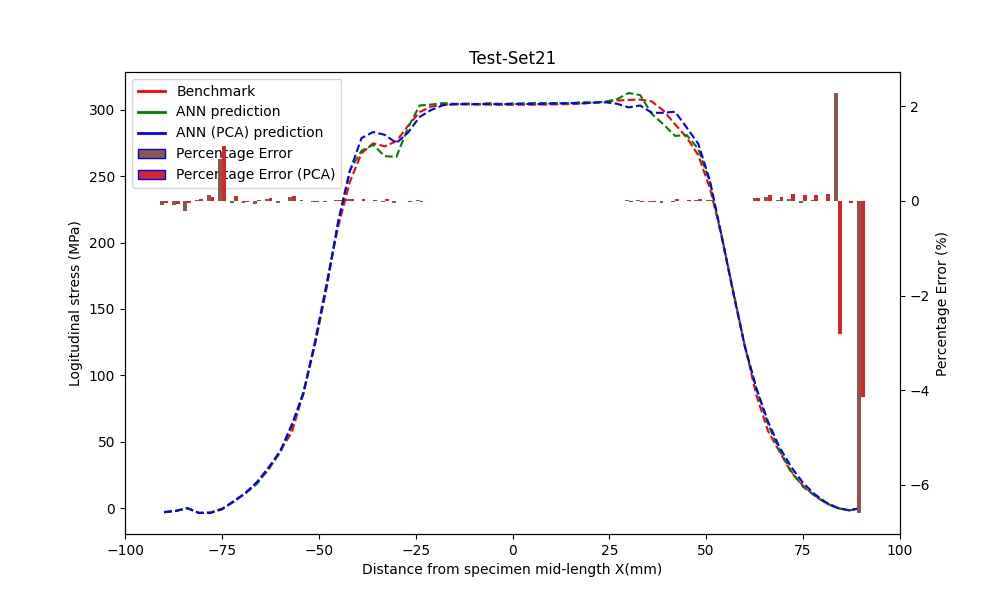 Test-Set21
Benchmark
ANN prediction
ANN (PCA) prediction
Percentage Error
Percentage Error (PCA)
300
250
200
150
100
50
0
Logitudinal stress (MPa)
2
0
−2
−4
−6
Percentage Error (%)
−100 −75 −50 −25 0 25 50 75 100
Distance from specimen mid-length X(mm)